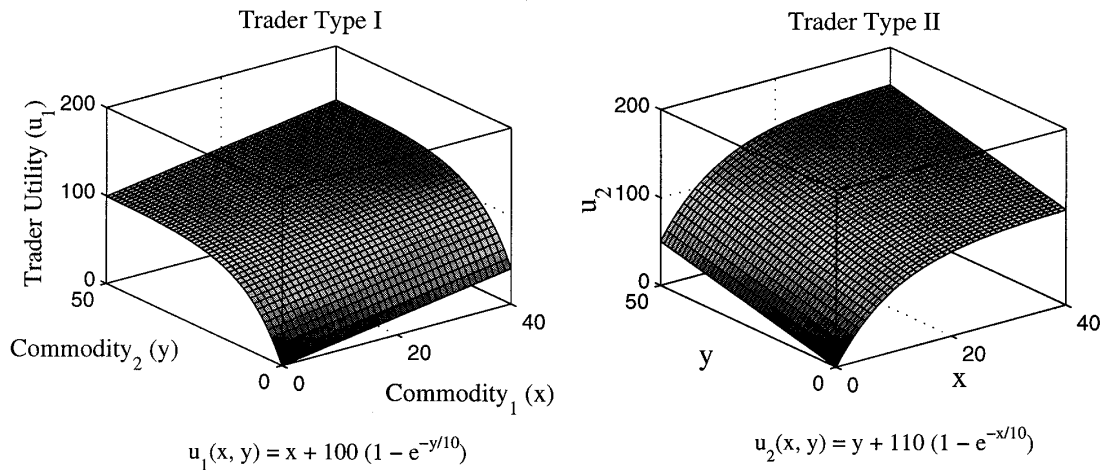 Trader Type I
Trader Utility (u₁)
200
100
0
50
0
0
20
40
Commodity₂ (y)
Commodity₁ (x)
u₁(x, y) = x + 100 (1 − e^{−y/10})
Trader Type II
u₂
200
100
0
50
0
0
20
40
y
x
u₂(x, y) = y + 110 (1 − e^{−x/10})